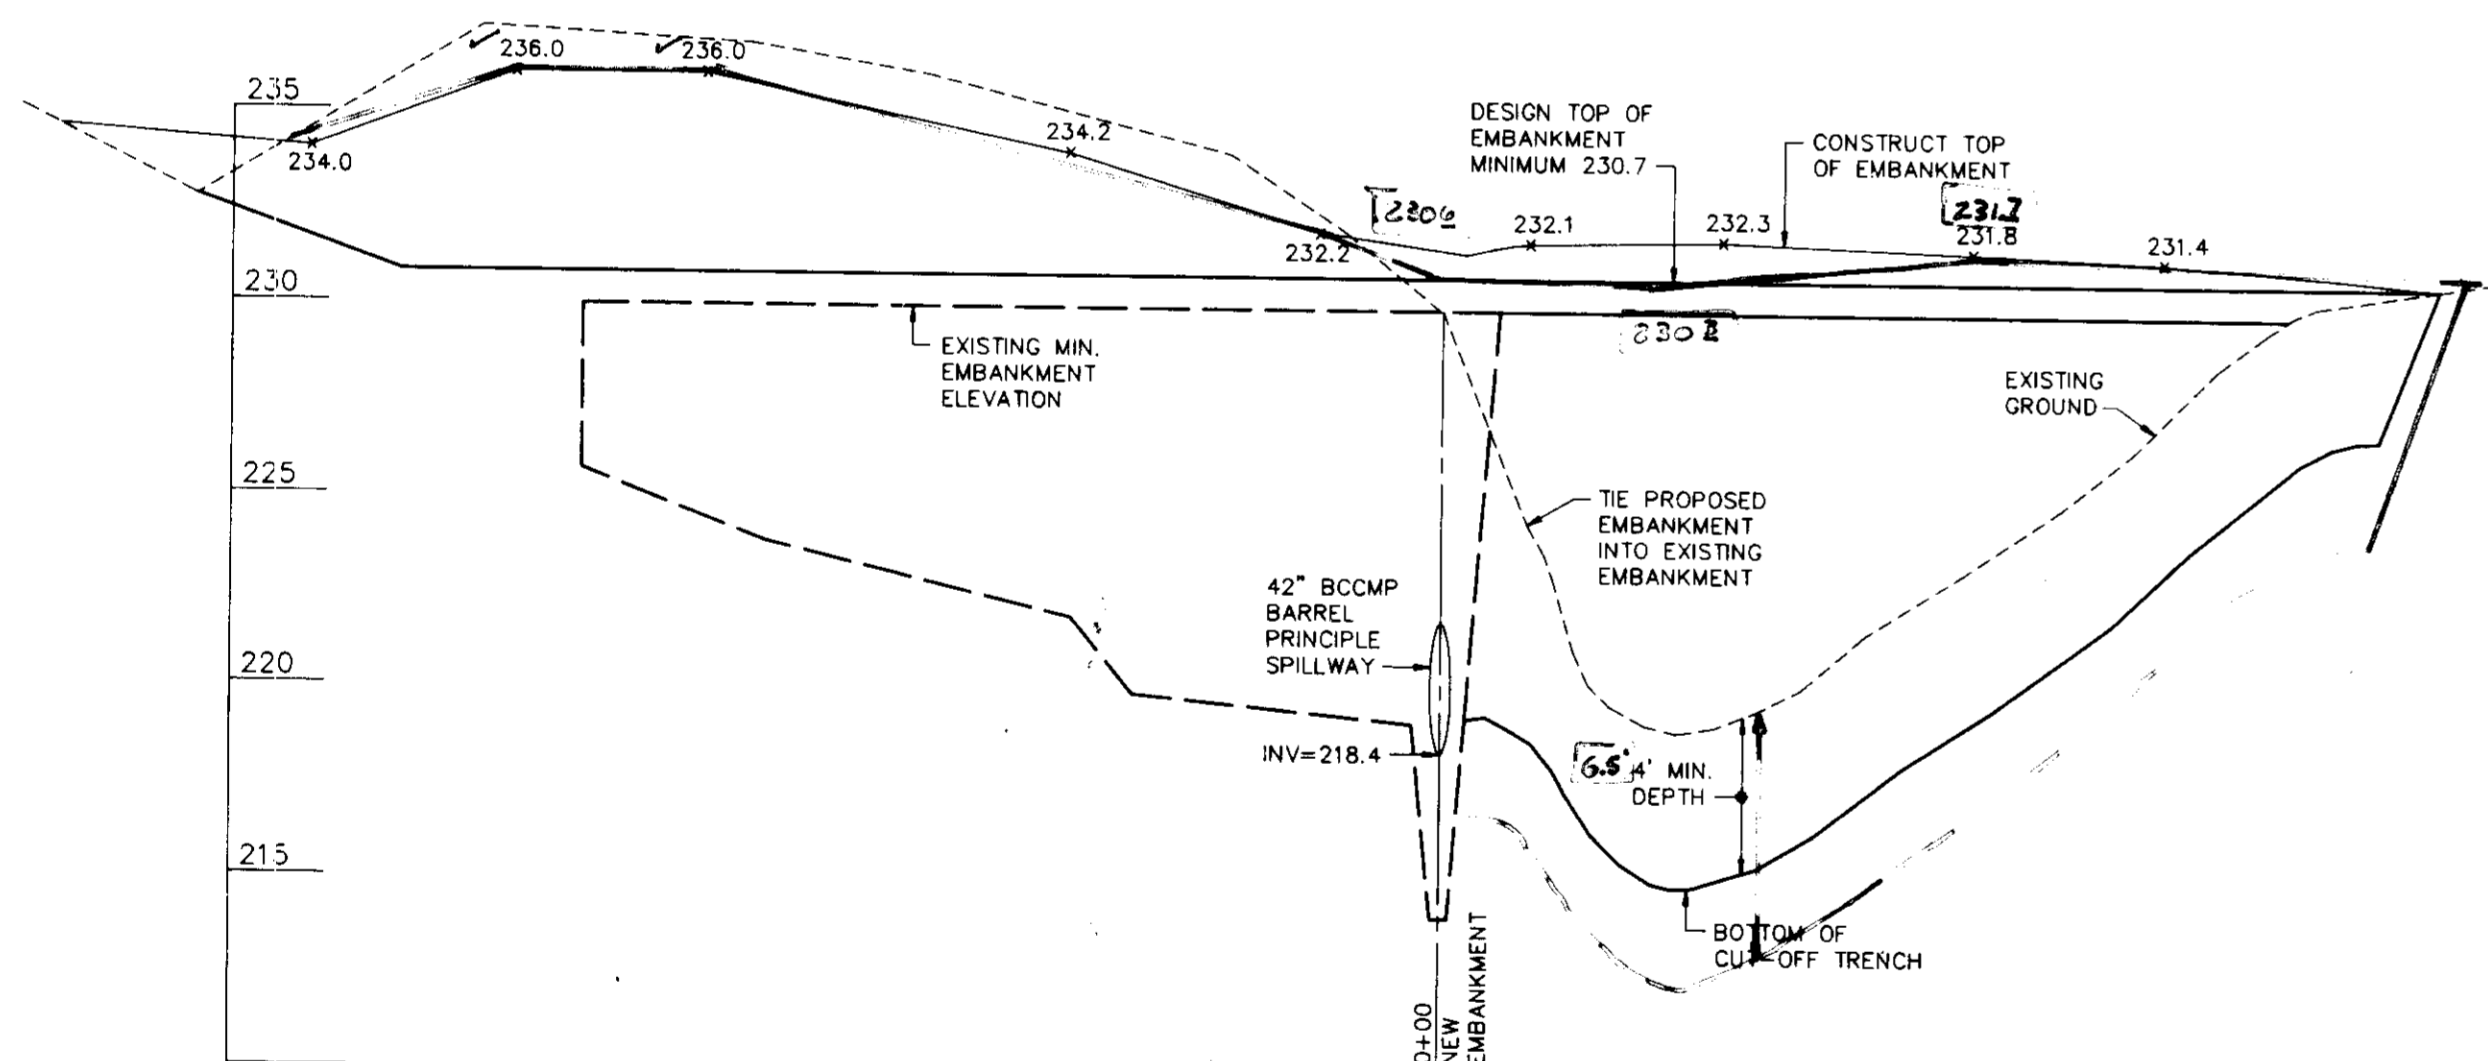 236.0
236.0
235
234.0
234.2
DESIGN TOP OF
EMBANKMENT
MINIMUM 230.7
CONSTRUCT TOP
OF EMBANKMENT
2306
232.2
232.1
232.3
231.7
231.8
231.4
230
EXISTING MIN.
EMBANKMENT
ELEVATION
EXISTING
GROUND
225
TIE PROPOSED
EMBANKMENT
INTO EXISTING
EMBANKMENT
42" BCCMP
BARREL
PRINCIPLE
SPILLWAY
220
INV=218.4
6.5'
4' MIN.
DEPTH
215
BOTTOM OF
CUT-OFF TRENCH
0+00
NEW
EMBANKMENT